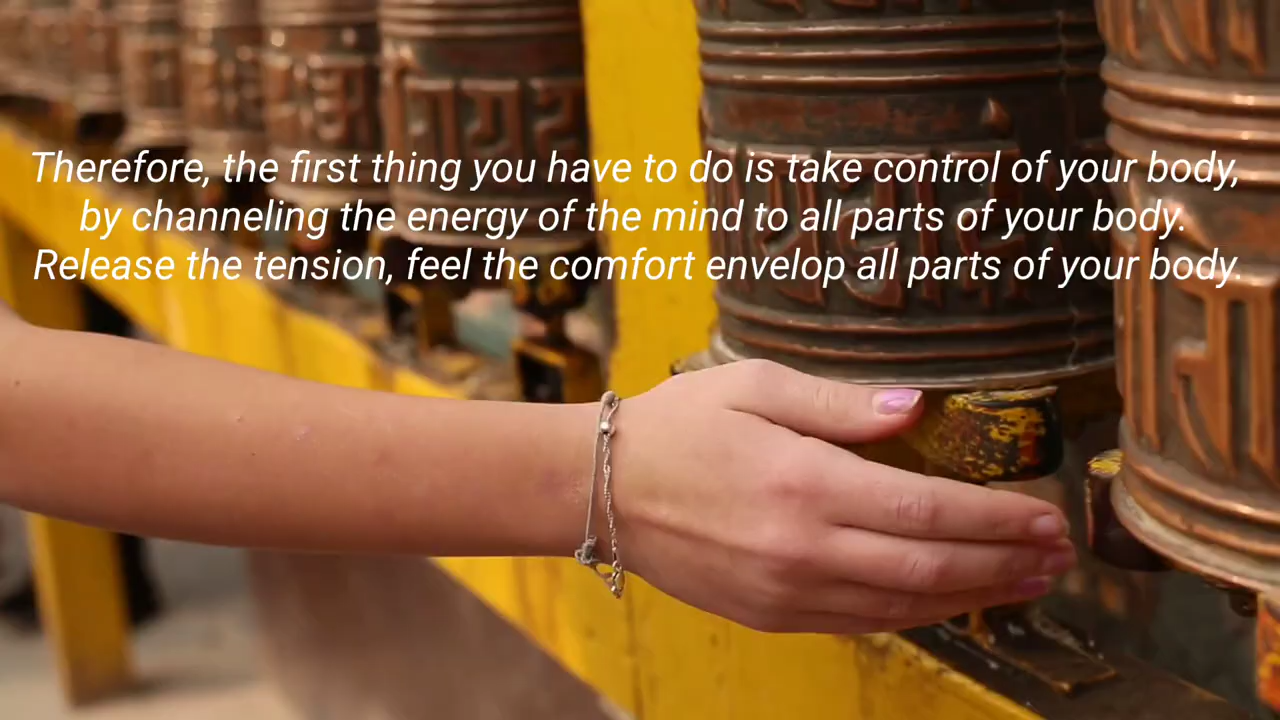 Therefore, the first thing you have to do is take control of your body,
by channeling the energy of the mind to all parts of your body.
Release the tension, feel the comfort envelop all parts of your body.